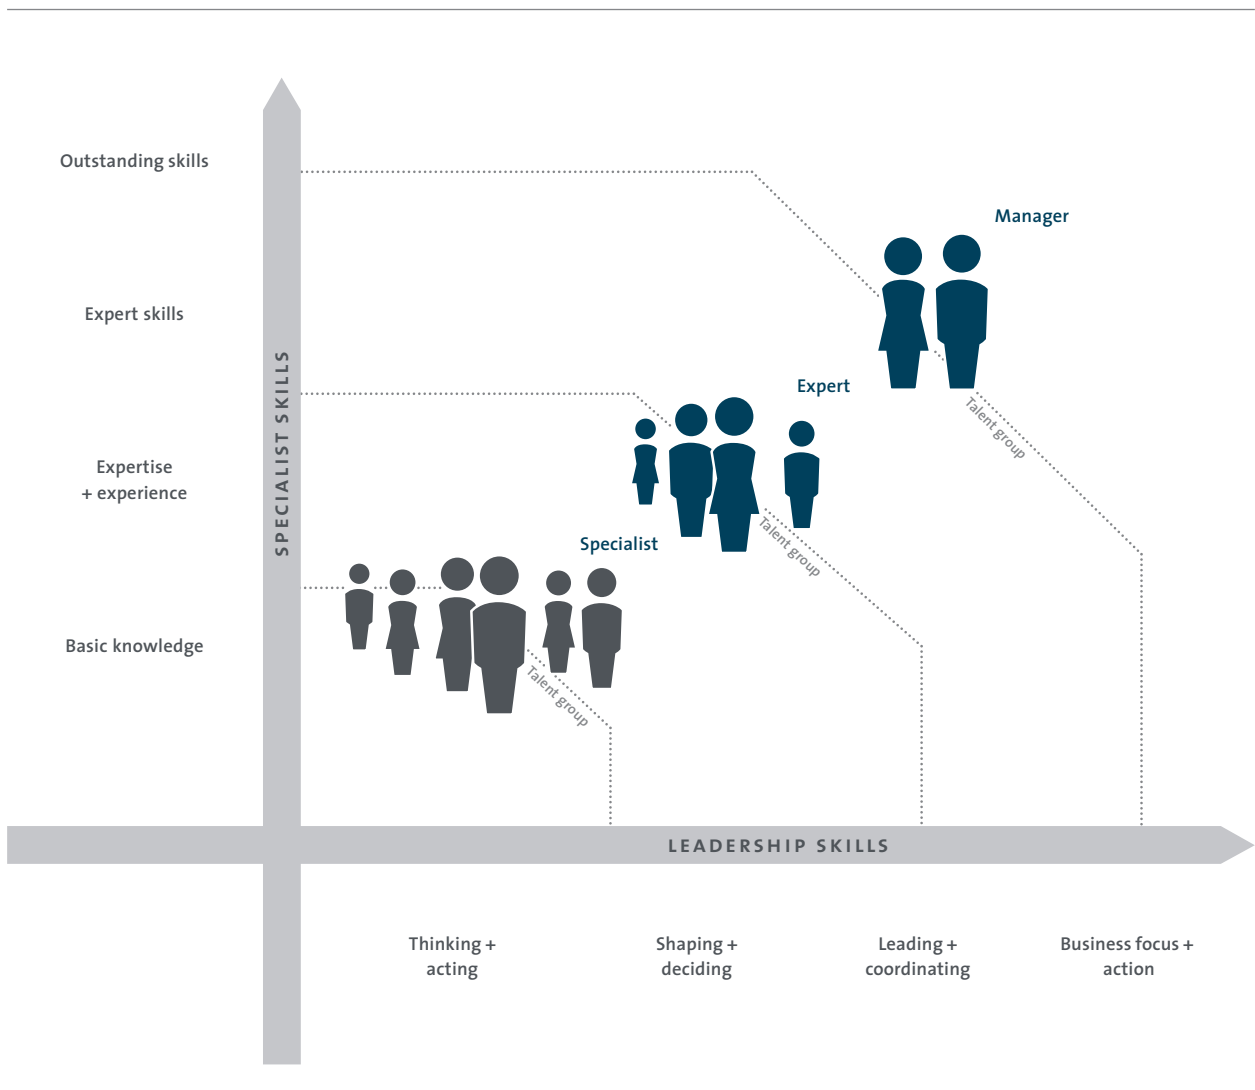 Outstanding skills
Manager
Expert skills
Expert
Talent group
SPECIALIST SKILLS
Expertise
+ experience
Specialist
Talent group
Basic knowledge
Talent group
LEADERSHIP SKILLS
Thinking +
acting
Shaping +
deciding
Leading +
coordinating
Business focus +
action